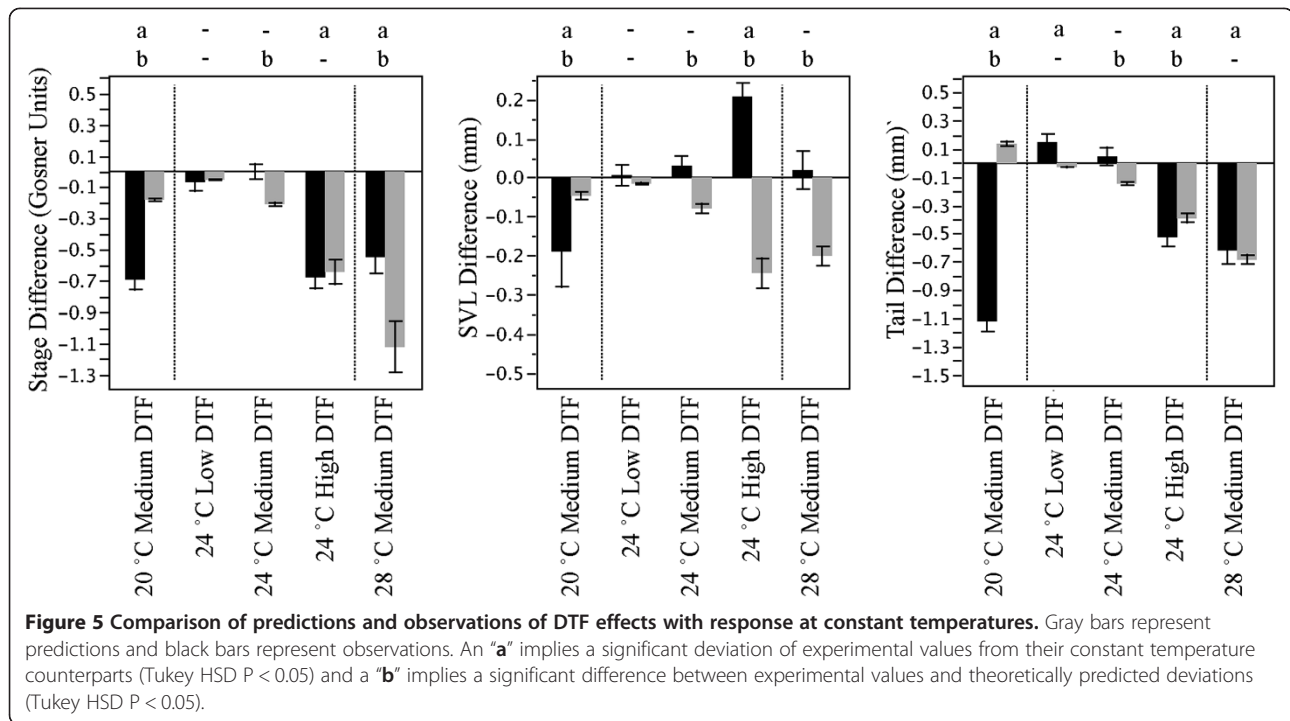 a - - a a
b - b - b
a - - a -
b - b b b
a a - a a
b - b b -
Stage Difference (Gosner Units)
0.5
0.3
0.1
-0.1
-0.3
-0.5
-0.7
-0.9
-1.1
-1.3
20 °C Medium DTF
24 °C Low DTF
24 °C Medium DTF
24 °C High DTF
28 °C Medium DTF
SVL Difference (mm)
0.2
0.1
0.0
-0.1
-0.2
-0.3
-0.4
-0.5
20 °C Medium DTF
24 °C Low DTF
24 °C Medium DTF
24 °C High DTF
28 °C Medium DTF
Tail Difference (mm)`
0.5
0.3
0.1
-0.1
-0.3
-0.5
-0.7
-0.9
-1.1
-1.3
-1.5
20 °C Medium DTF
24 °C Low DTF
24 °C Medium DTF
24 °C High DTF
28 °C Medium DTF
Figure 5 Comparison of predictions and observations of DTF effects with response at constant temperatures. Gray bars represent
predictions and black bars represent observations. An "a" implies a significant deviation of experimental values from their constant temperature
counterparts (Tukey HSD P < 0.05) and a "b" implies a significant difference between experimental values and theoretically predicted deviations
(Tukey HSD P < 0.05).